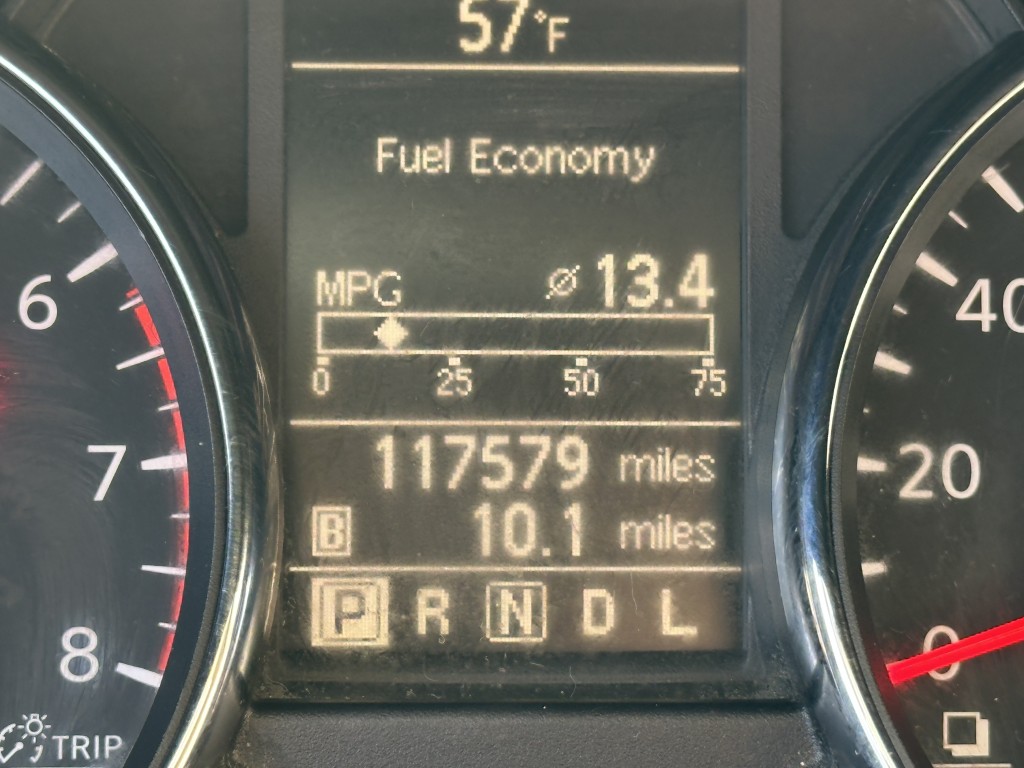 57°F
Fuel Economy
MPG ⌀ 13.4
0 25 50 75
117579 miles
B 10.1 miles
P R N D L
6
7
8
TRIP
40
20
0